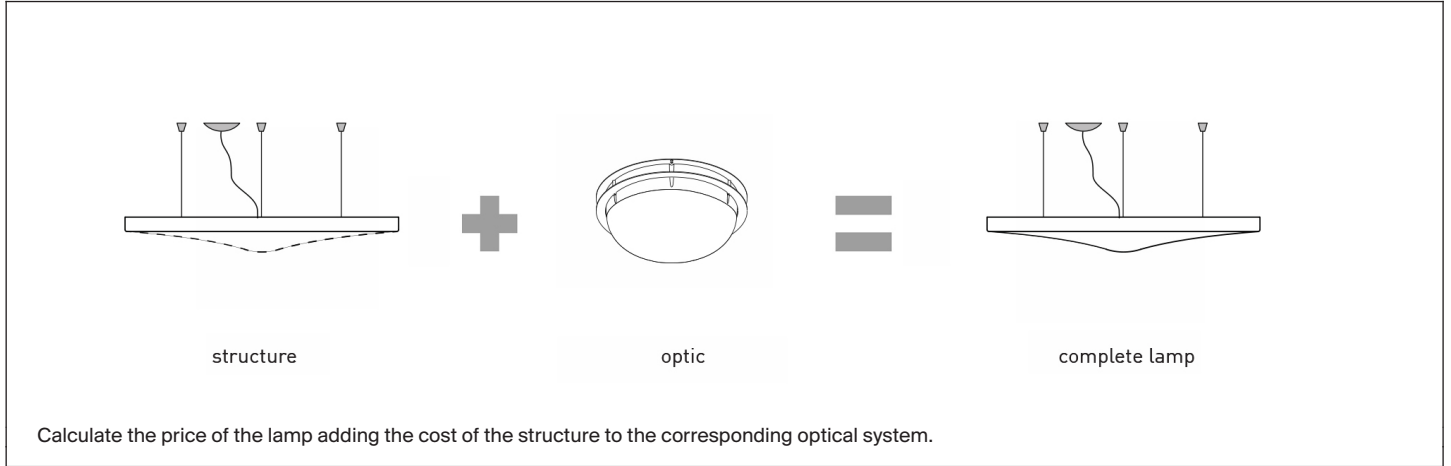 structure
optic
complete lamp
Calculate the price of the lamp adding the cost of the structure to the corresponding optical system.